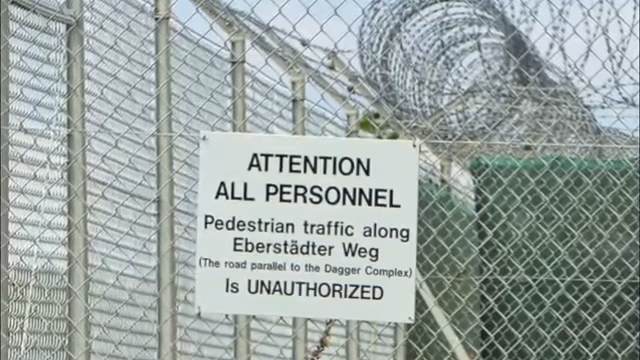 ATTENTION
ALL PERSONNEL
Pedestrian traffic along
Eberstädter Weg
(The road parallel to the Dagger Complex)
Is UNAUTHORIZED